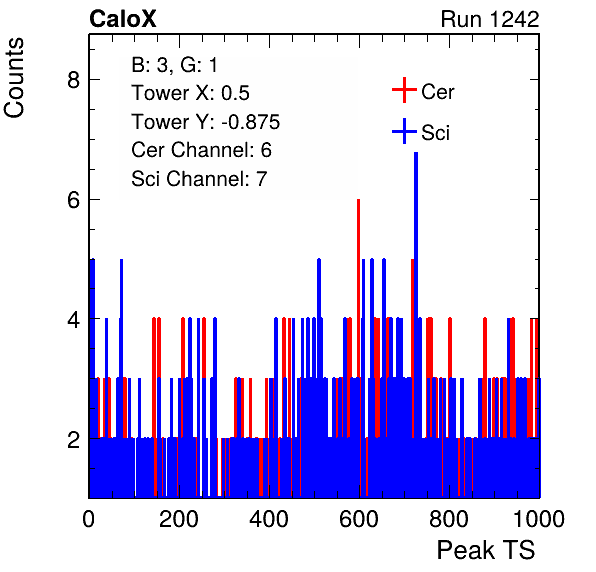 CaloX Run 1242
Counts
8
6
4
2
B: 3, G: 1
Tower X: 0.5
Tower Y: -0.875
Cer Channel: 6
Sci Channel: 7
Cer
Sci
0 200 400 600 800 1000
Peak TS